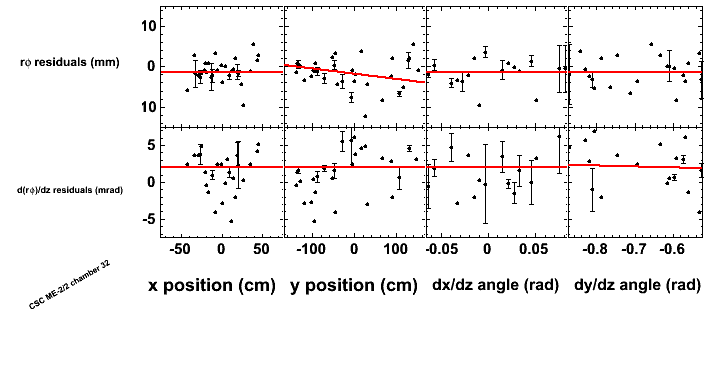 10
rϕ residuals (mm)
0
10
5
d(rϕ)/dz residuals (mrad)
0
-5
-50 0 50 -100 0 100 -0.05 0 0.05 -0.8 -0.7 -0.6
x position (cm) y position (cm) dx/dz angle (rad) dy/dz angle (rad)
CSC ME-2/2 chamber 32